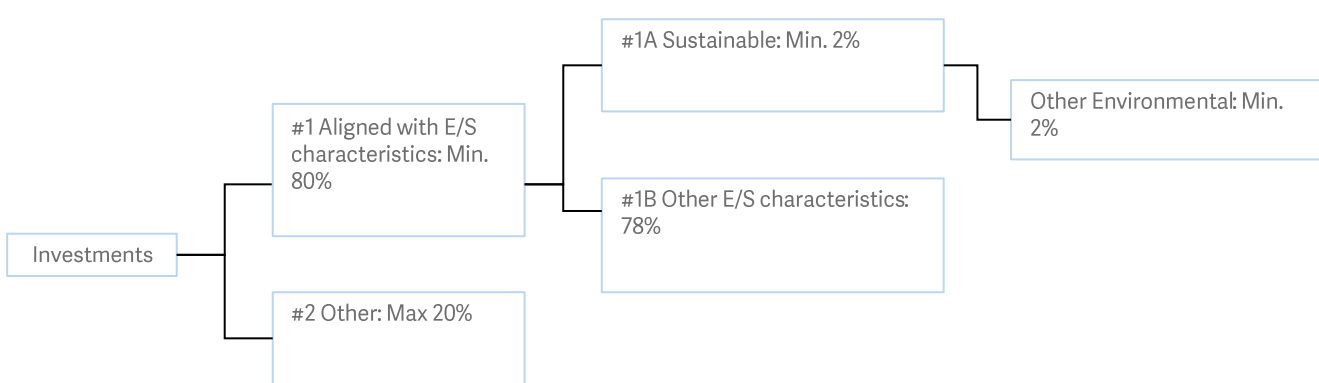 #1A Sustainable: Min. 2%
Other Environmental: Min.
2%
#1 Aligned with E/S
characteristics: Min.
80%
#1B Other E/S characteristics:
78%
Investments
#2 Other: Max 20%